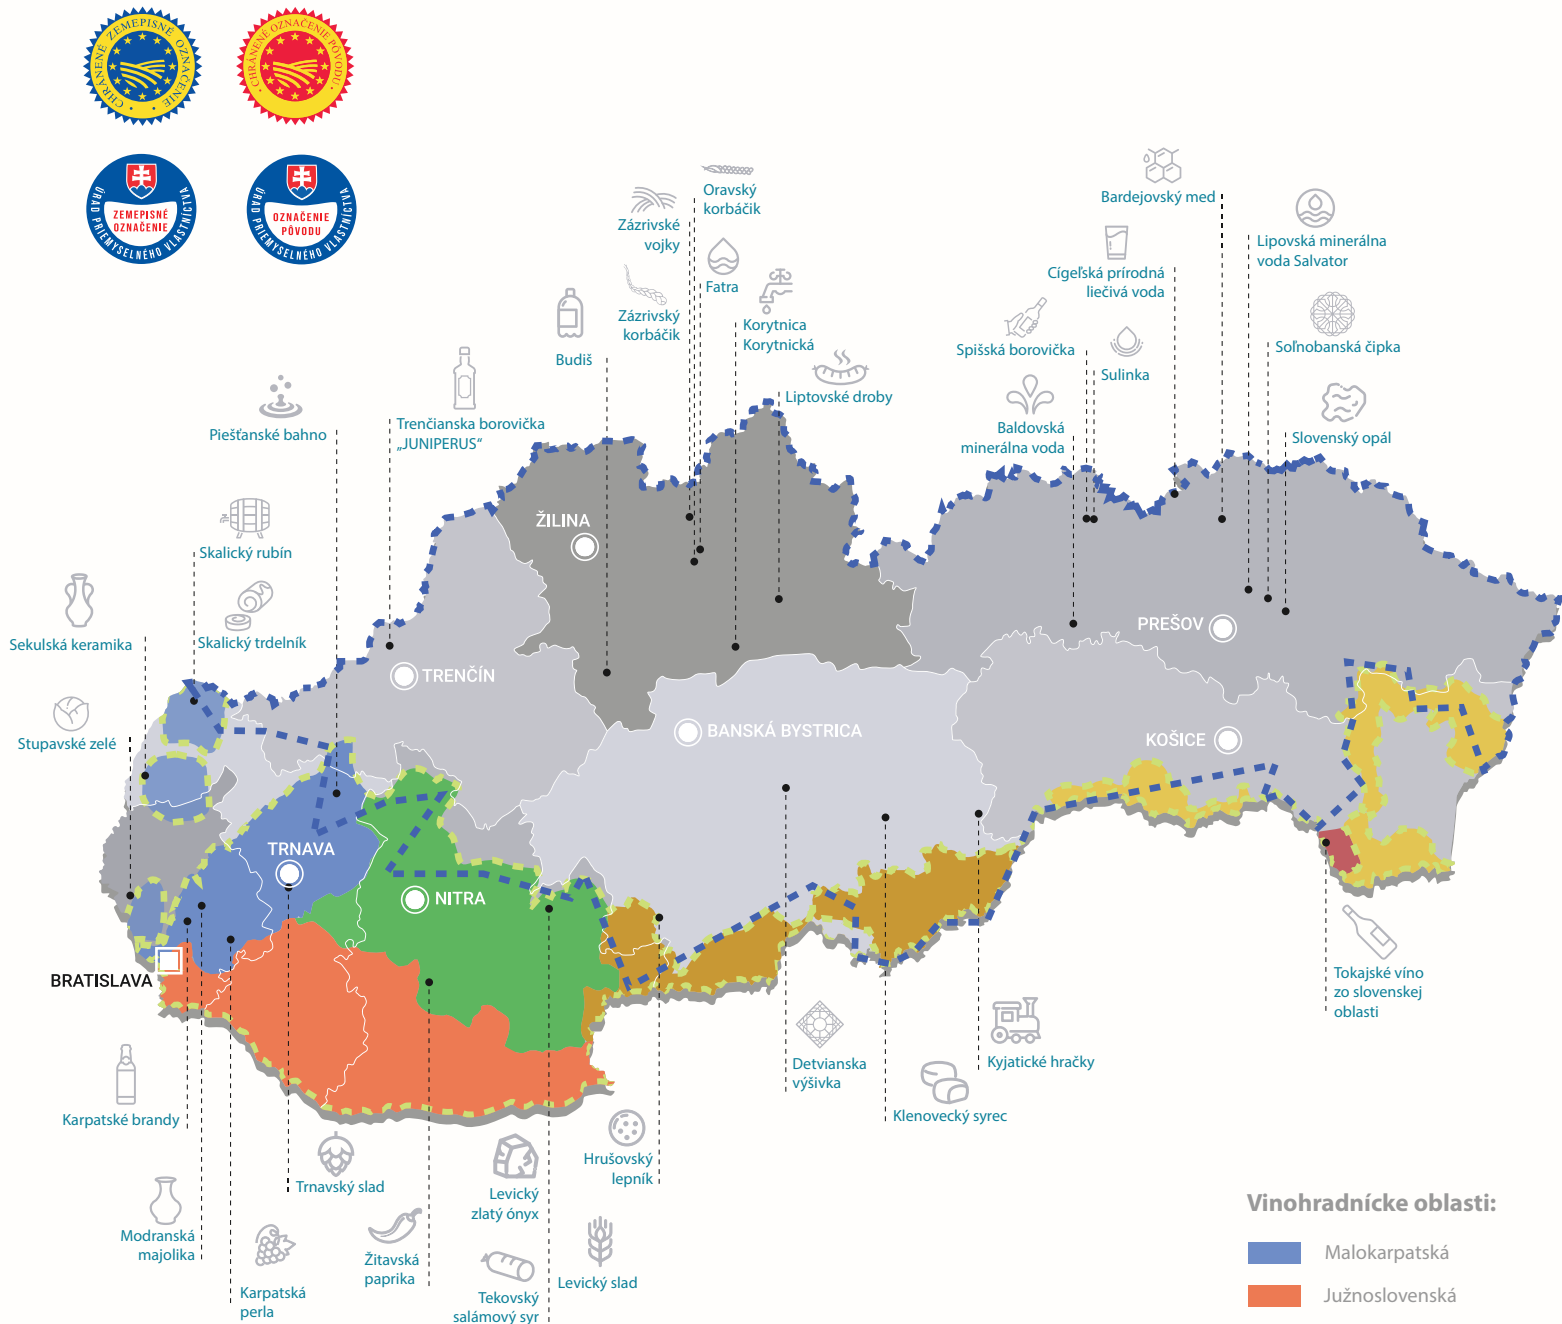 CHRÁNENÉ ZEMEPISNÉ OZNAČENIE
CHRÁNENÉ OZNAČENIE PÔVODU
ÚRAD PRIEMYSELNÉHO VLASTNÍCTVA
ZEMEPISNÉ
OZNAČENIE
ÚRAD PRIEMYSELNÉHO VLASTNÍCTVA
OZNAČENIE
PÔVODU
Oravský
korbáčik
Zázrivské
vojky
Fatra
Zázrivský
korbáčik
Korytnica
Korytnická
Budiš
Liptovské droby
Trenčianska borovička
„JUNIPERUS“
Piešťanské bahno
Bardejovský med
Lipovská minerálna
voda Salvator
Cígeľská prírodná
liečivá voda
Spišská borovička
Sulinka
Soľnobanská čipka
Baldovská
minerálna voda
Slovenský opál
Skalický rubín
Skalický trdelník
Sekulská keramika
Stupavské zelé
ŽILINA
TRENČÍN
PREŠOV
BANSKÁ BYSTRICA
KOŠICE
TRNAVA
NITRA
BRATISLAVA
Tokajské víno
zo slovenskej
oblasti
Detvianska
výšivka
Kyjatické hračky
Klenovecký syrec
Karpatské brandy
Hrušovský
lepník
Trnavský slad
Levický
zlatý ónyx
Modranská
majolika
Žitavská
paprika
Levický slad
Karpatská
perla
Tekovský
salámový syr
Vinohradnícke oblasti:
Malokarpatská
Južnoslovenská